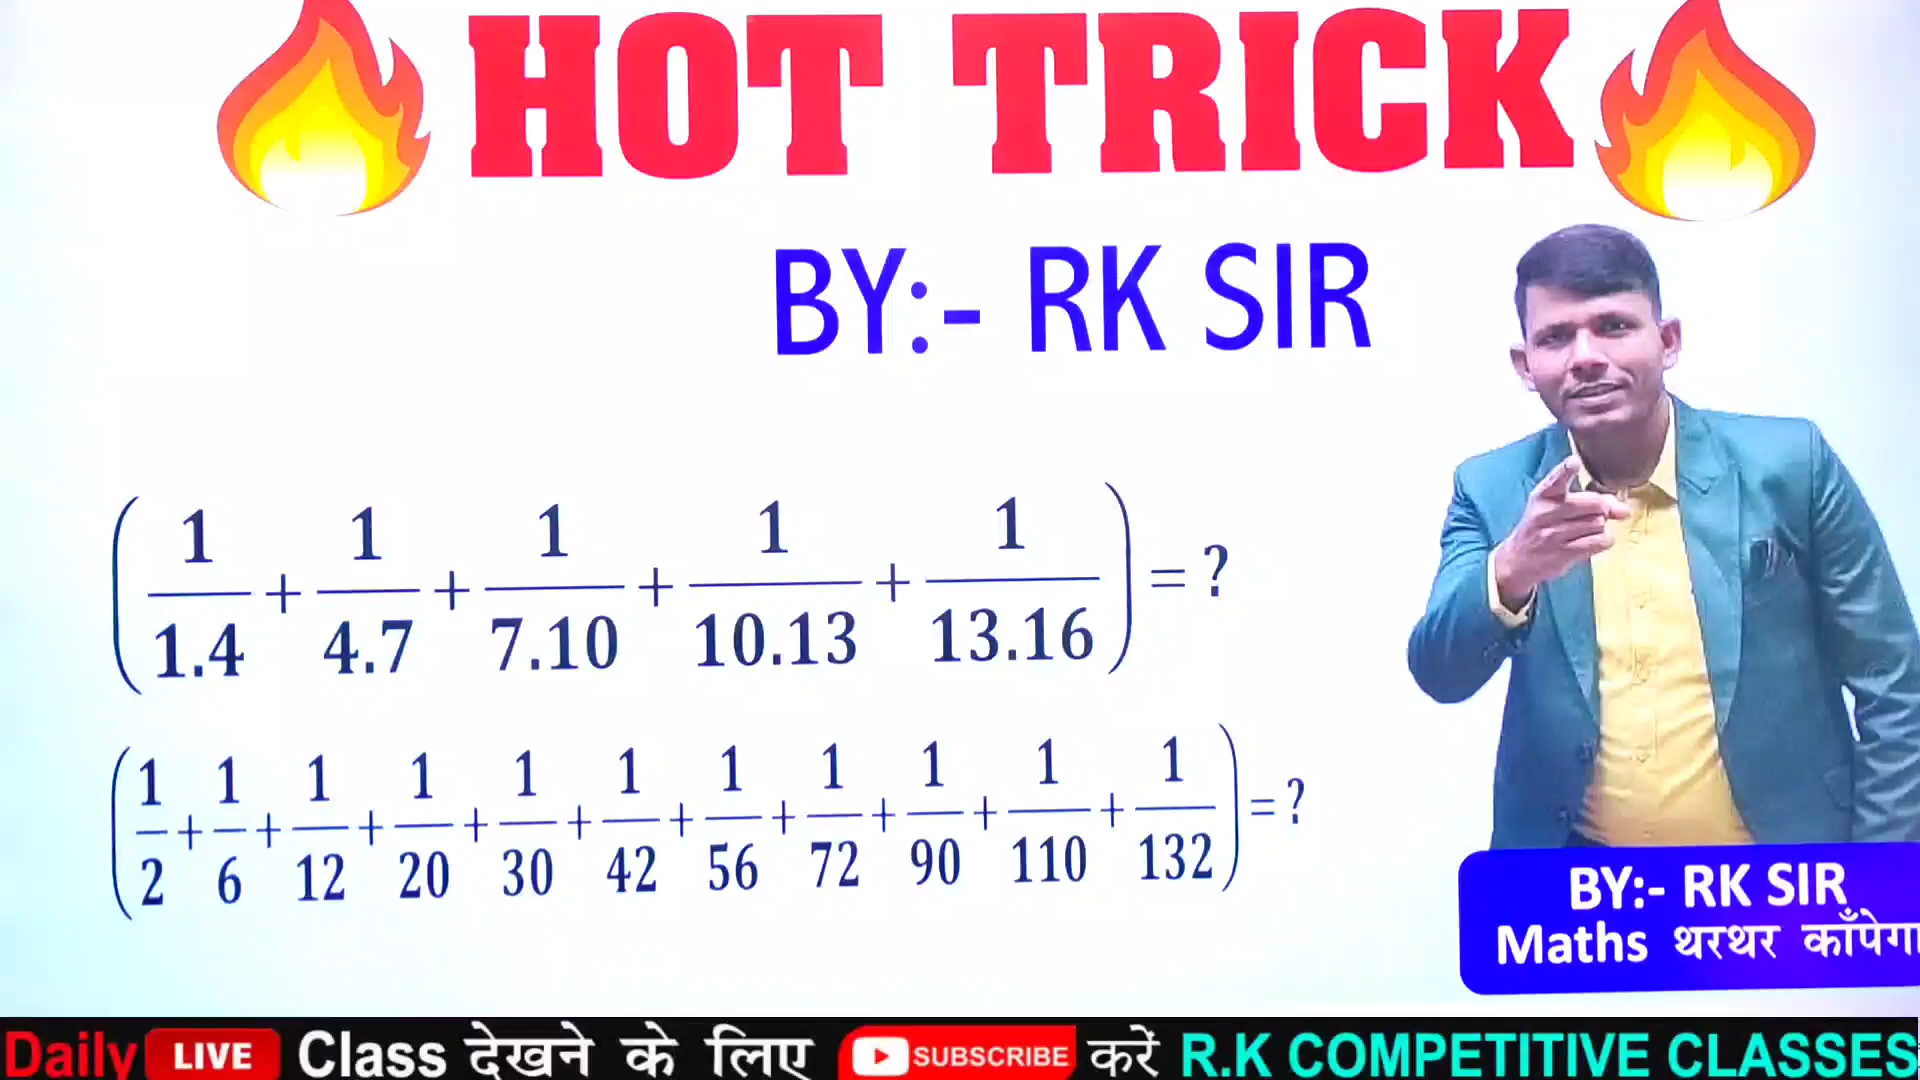 HOT TRICK
BY:- RK SIR
(1/1.4 + 1/4.7 + 1/7.10 + 1/10.13 + 1/13.16) = ?
(1/2 + 1/6 + 1/12 + 1/20 + 1/30 + 1/42 + 1/56 + 1/72 + 1/90 + 1/110 + 1/132) = ?
BY:- RK SIR
Maths थरथर काँपेगा
Daily LIVE Class देखने के लिए SUBSCRIBE करें R.K COMPETITIVE CLASSES